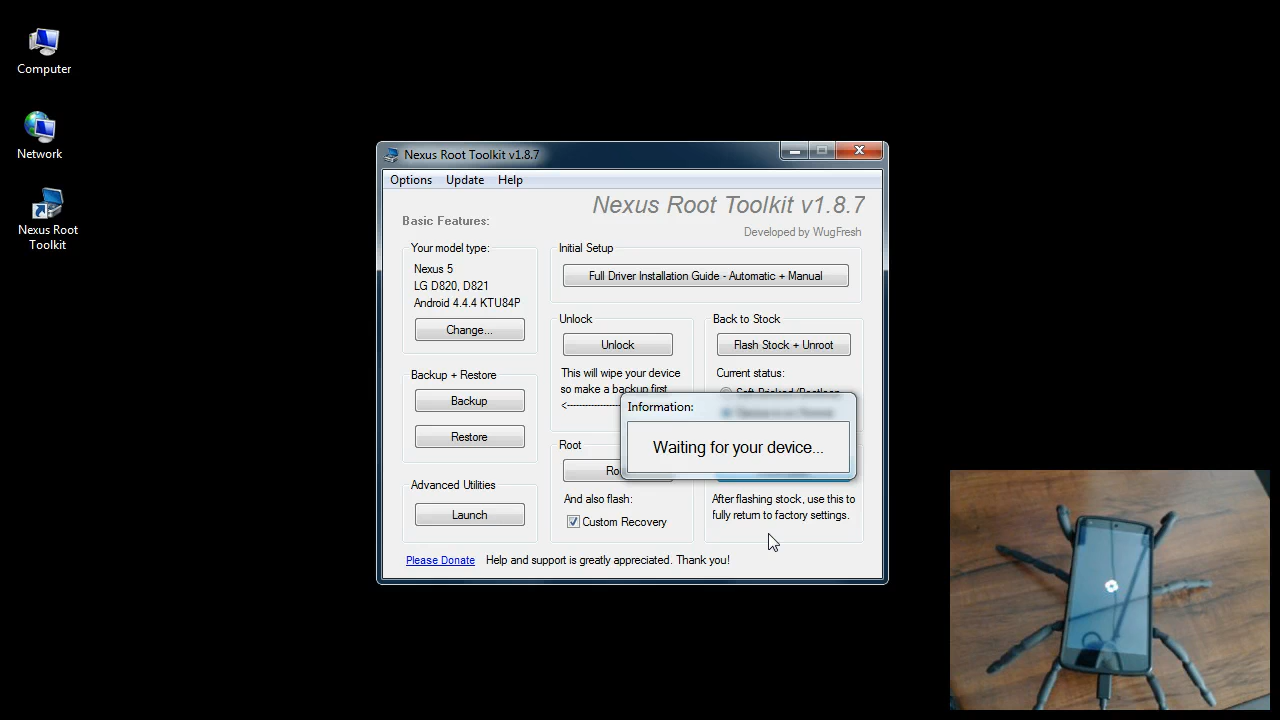 Computer
Network
Nexus Root
Toolkit
Nexus Root Toolkit v1.8.7
Options Update Help
Nexus Root Toolkit v1.8.7
Developed by WugFresh
Basic Features:
Your model type:
Nexus 5
LG D820, D821
Android 4.4.4 KTU84P
Change...
Initial Setup
Full Driver Installation Guide - Automatic + Manual
Unlock
Unlock
This will wipe your device
so make a backup first
Back to Stock
Flash Stock + Unroot
Current status:
Backup + Restore
Backup
Restore
Information:
Waiting for your device...
Root
And also flash:
Custom Recovery
After flashing stock, use this to
fully return to factory settings.
Advanced Utilities
Launch
Please Donate Help and support is greatly appreciated. Thank you!